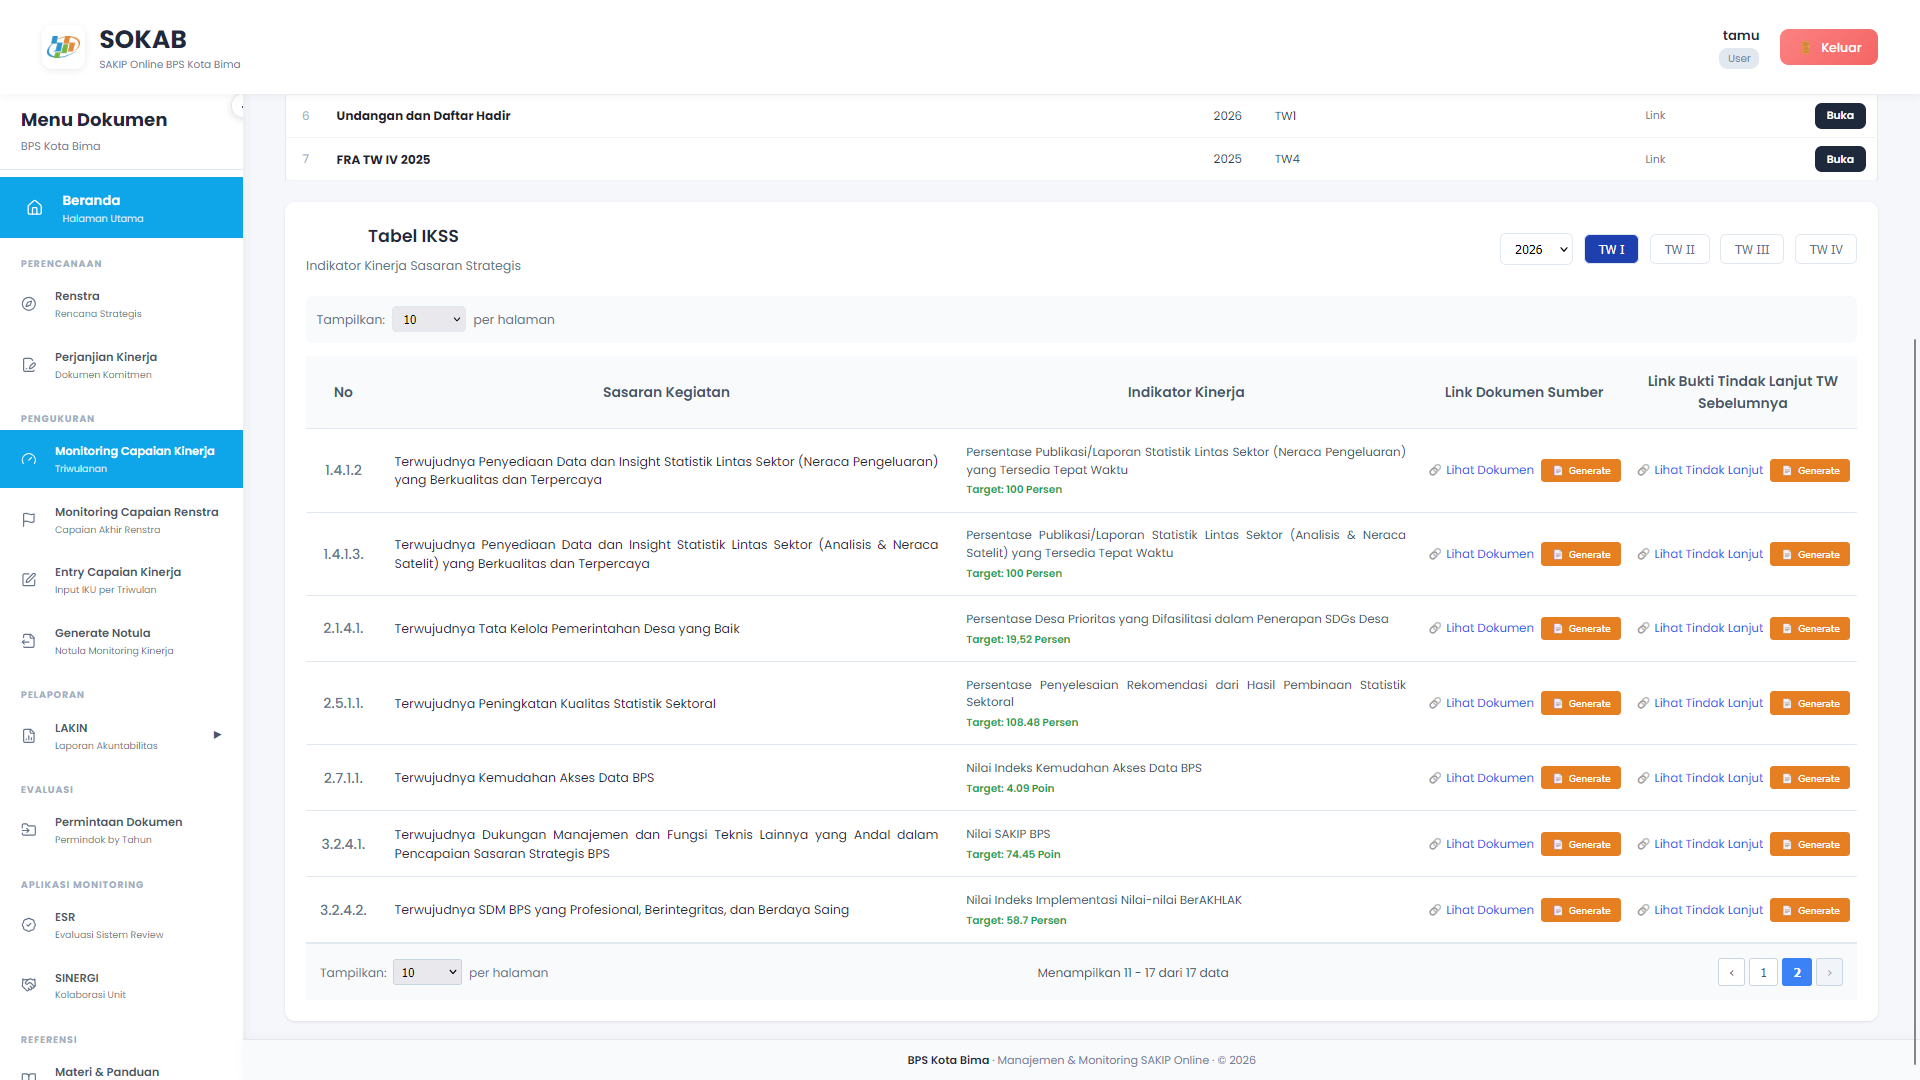 SOKAB
SAKIP Online BPS Kota Bima
tamu
User
Keluar
Menu Dokumen
BPS Kota Bima
Beranda
Halaman Utama
PERENCANAAN
Renstra
Rencana Strategis
Perjanjian Kinerja
Dokumen Komitmen
PENGUKURAN
Monitoring Capaian Kinerja
Triwulanan
Monitoring Capaian Renstra
Capaian Akhir Renstra
Entry Capaian Kinerja
Input IKU per Triwulan
Generate Notula
Notula Monitoring Kinerja
PELAPORAN
LAKIN
Laporan Akuntabilitas
EVALUASI
Permintaan Dokumen
Permindok by Tahun
APLIKASI MONITORING
ESR
Evaluasi Sistem Review
SINERGI
Kolaborasi Unit
REFERENSI
Materi & Panduan
6 Undangan dan Daftar Hadir 2026 TW1 Link Buka
7 FRA TW IV 2025 2025 TW4 Link Buka
Tabel IKSS
Indikator Kinerja Sasaran Strategis
2026 TW I TW II TW III TW IV
Tampilkan: 10 per halaman
No Sasaran Kegiatan Indikator Kinerja Link Dokumen Sumber Link Bukti Tindak Lanjut TW
Sebelumnya
1.4.1.2 Terwujudnya Penyediaan Data dan Insight Statistik Lintas Sektor (Neraca Pengeluaran)
yang Berkualitas dan Terpercaya
Persentase Publikasi/Laporan Statistik Lintas Sektor (Neraca Pengeluaran)
yang Tersedia Tepat Waktu
Target: 100 Persen
Lihat Dokumen Generate Lihat Tindak Lanjut Generate
1.4.1.3. Terwujudnya Penyediaan Data dan Insight Statistik Lintas Sektor (Analisis & Neraca
Satelit) yang Berkualitas dan Terpercaya
Persentase Publikasi/Laporan Statistik Lintas Sektor (Analisis & Neraca
Satelit) yang Tersedia Tepat Waktu
Target: 100 Persen
Lihat Dokumen Generate Lihat Tindak Lanjut Generate
2.1.4.1. Terwujudnya Tata Kelola Pemerintahan Desa yang Baik
Persentase Desa Prioritas yang Difasilitasi dalam Penerapan SDGs Desa
Target: 19,52 Persen
Lihat Dokumen Generate Lihat Tindak Lanjut Generate
2.5.1.1. Terwujudnya Peningkatan Kualitas Statistik Sektoral
Persentase Penyelesaian Rekomendasi dari Hasil Pembinaan Statistik
Sektoral
Target: 108.48 Persen
Lihat Dokumen Generate Lihat Tindak Lanjut Generate
2.7.1.1. Terwujudnya Kemudahan Akses Data BPS
Nilai Indeks Kemudahan Akses Data BPS
Target: 4.09 Poin
Lihat Dokumen Generate Lihat Tindak Lanjut Generate
3.2.4.1. Terwujudnya Dukungan Manajemen dan Fungsi Teknis Lainnya yang Andal dalam
Pencapaian Sasaran Strategis BPS
Nilai SAKIP BPS
Target: 74.45 Poin
Lihat Dokumen Generate Lihat Tindak Lanjut Generate
3.2.4.2. Terwujudnya SDM BPS yang Profesional, Berintegritas, dan Berdaya Saing
Nilai Indeks Implementasi Nilai-nilai BerAKHLAK
Target: 58.7 Persen
Lihat Dokumen Generate Lihat Tindak Lanjut Generate
Tampilkan: 10 per halaman Menampilkan 11 - 17 dari 17 data ‹ 1 2 ›
BPS Kota Bima · Manajemen & Monitoring SAKIP Online · © 2026